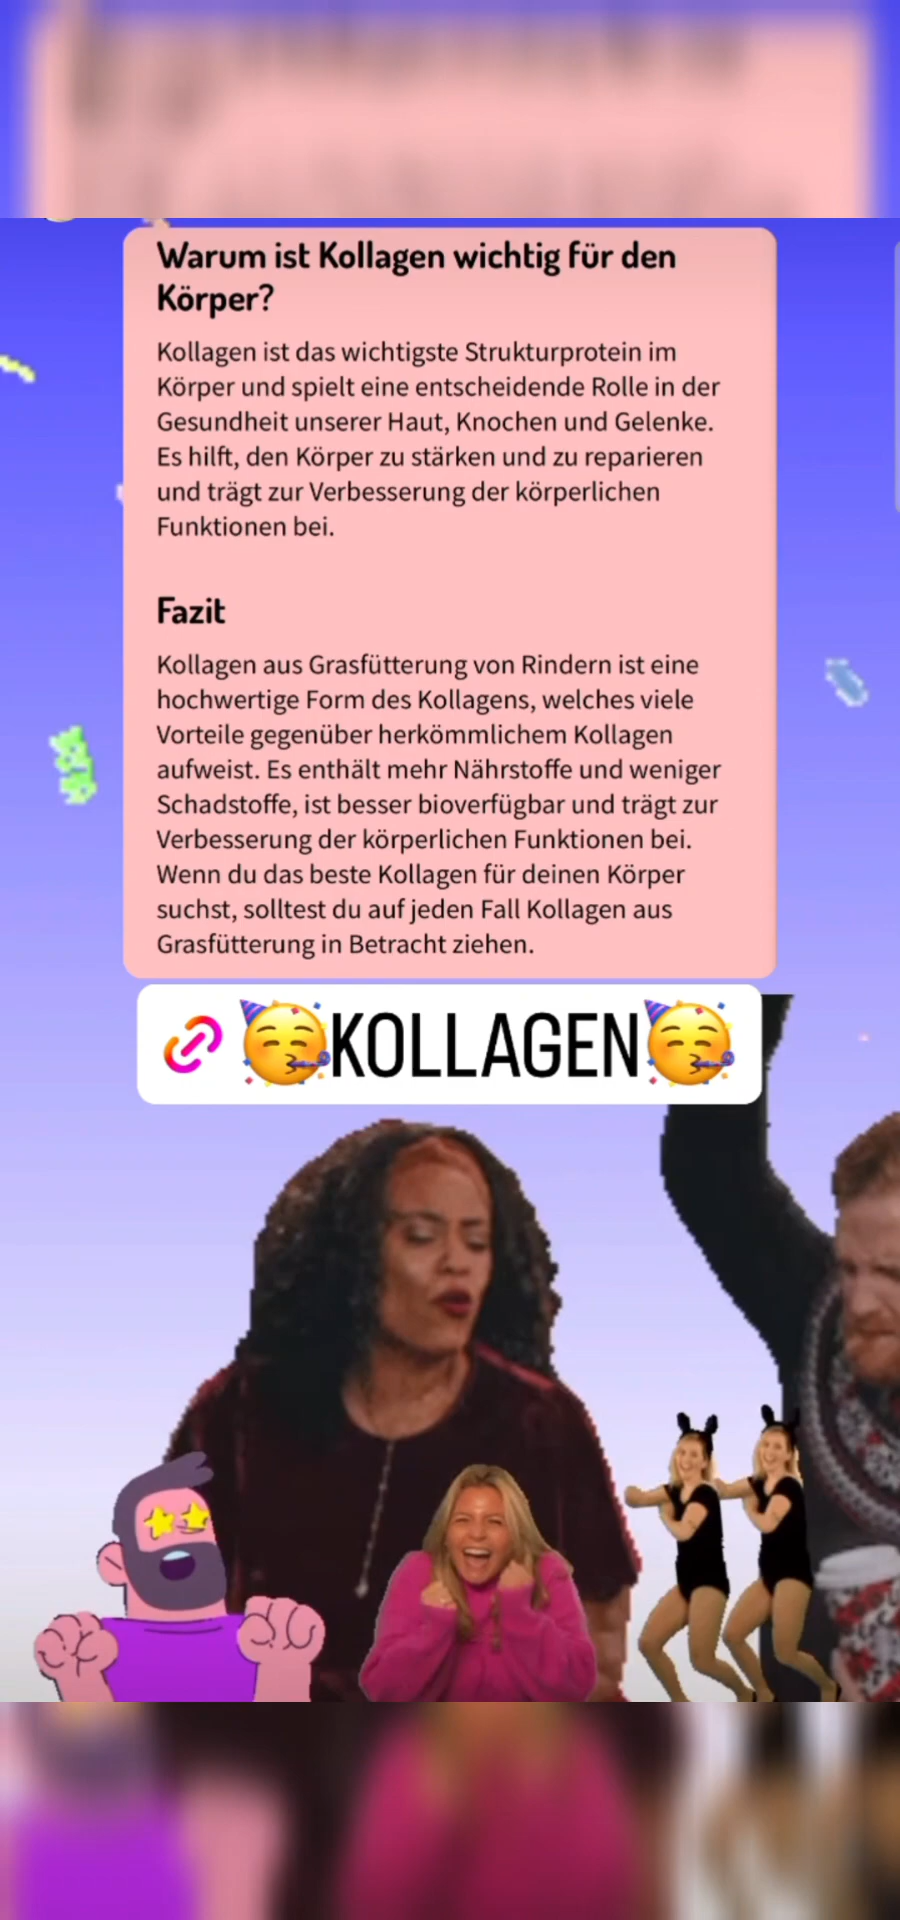 Warum ist Kollagen wichtig für den
Körper?
Kollagen ist das wichtigste Strukturprotein im
Körper und spielt eine entscheidende Rolle in der
Gesundheit unserer Haut, Knochen und Gelenke.
Es hilft, den Körper zu stärken und zu reparieren
und trägt zur Verbesserung der körperlichen
Funktionen bei.
Fazit
Kollagen aus Grasfütterung von Rindern ist eine
hochwertige Form des Kollagens, welches viele
Vorteile gegenüber herkömmlichem Kollagen
aufweist. Es enthält mehr Nährstoffe und weniger
Schadstoffe, ist besser bioverfügbar und trägt zur
Verbesserung der körperlichen Funktionen bei.
Wenn du das beste Kollagen für deinen Körper
suchst, solltest du auf jeden Fall Kollagen aus
Grasfütterung in Betracht ziehen.
🥳KOLLAGEN🥳